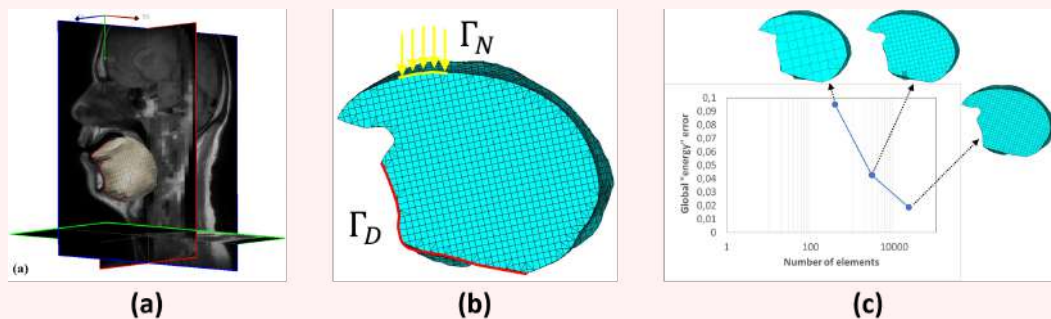 (a)
Γ_N
Γ_D
Global "energy" error
0,1
0,09
0,08
0,07
0,06
0,05
0,04
0,03
0,02
0,01
0
1
100
10000
Number of elements
(a)
(b)
(c)